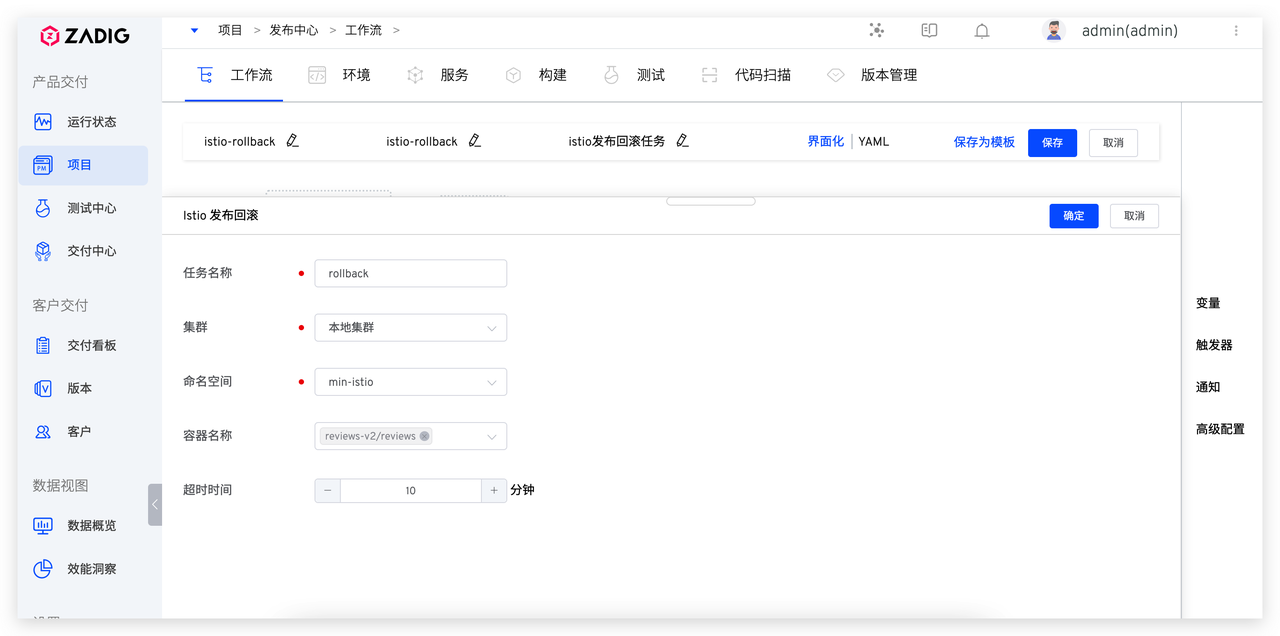 ZADIG
项目 > 发布中心 > 工作流 >
admin(admin)
产品交付
运行状态
项目
测试中心
交付中心
客户交付
交付看板
版本
客户
数据视图
数据概览
效能洞察
工作流 环境 服务 构建 测试 代码扫描 版本管理
istio-rollback istio-rollback istio发布回滚任务 界面化 | YAML 保存为模板 保存 取消
Istio 发布回滚 确定 取消
任务名称 rollback
集群 本地集群
命名空间 min-istio
容器名称 reviews-v2/reviews
超时时间 − 10 + 分钟
变量
触发器
通知
高级配置